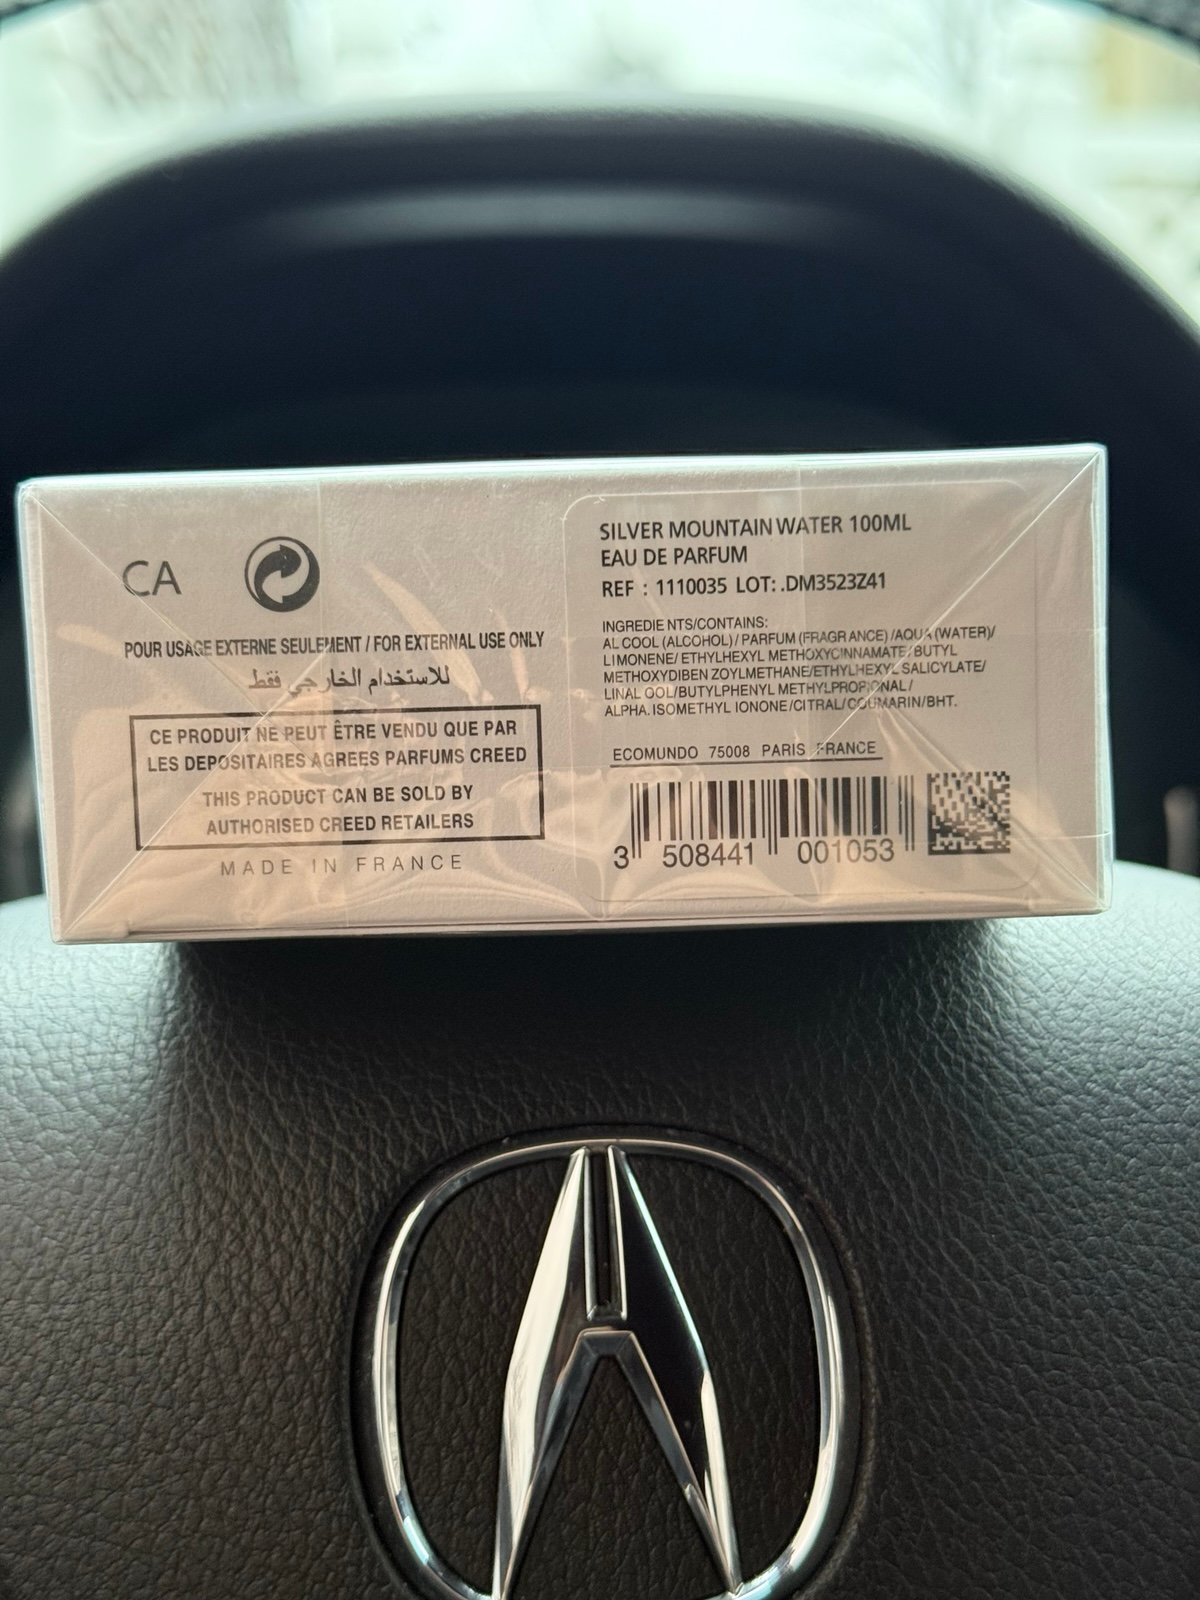 CA
POUR USAGE EXTERNE SEULEMENT / FOR EXTERNAL USE ONLY
للاستخدام الخارجي فقط
CE PRODUIT NE PEUT ÊTRE VENDU QUE PAR
LES DEPOSITAIRES AGREES PARFUMS CREED
THIS PRODUCT CAN BE SOLD BY
AUTHORISED CREED RETAILERS
MADE IN FRANCE
SILVER MOUNTAIN WATER 100ML
EAU DE PARFUM
REF : 1110035 LOT: .DM3523Z41
INGREDIE NTS/CONTAINS:
AL COOL (ALCOHOL) / PARFUM (FRAGR ANCE) /AQUA (WATER)/
LIMONENE/ ETHYLHEXYL METHOXYCINNAMATE/BUTYL
METHOXYDIBEN ZOYLMETHANE/ETHYLHEXYL SALICYLATE/
LINAL OOL/BUTYLPHENYL METHYLPROPIONAL/
ALPHA. ISOMETHYL IONONE/CITRAL/COUMARIN/BHT.
ECOMUNDO 75008 PARIS FRANCE
3 508441 001053